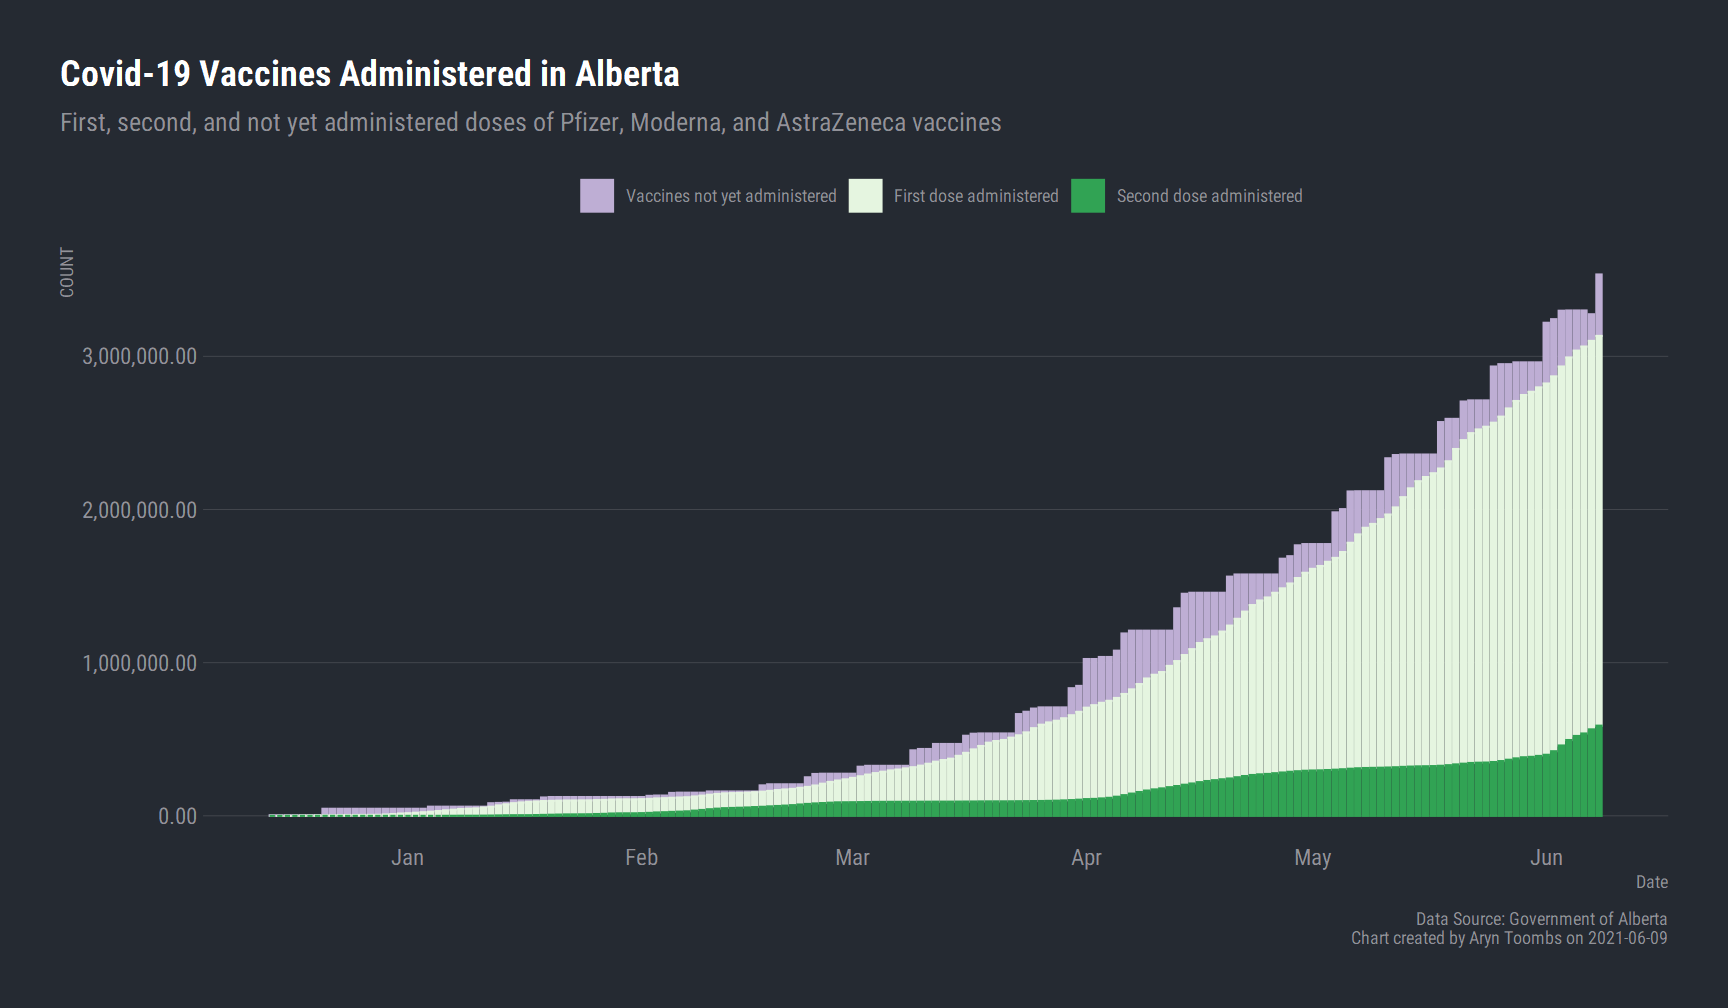 Covid-19 Vaccines Administered in Alberta
First, second, and not yet administered doses of Pfizer, Moderna, and AstraZeneca vaccines
Vaccines not yet administered First dose administered Second dose administered
COUNT
3,000,000.00
2,000,000.00
1,000,000.00
0.00
Jan Feb Mar Apr May Jun
Date
Data Source: Government of Alberta
Chart created by Aryn Toombs on 2021-06-09